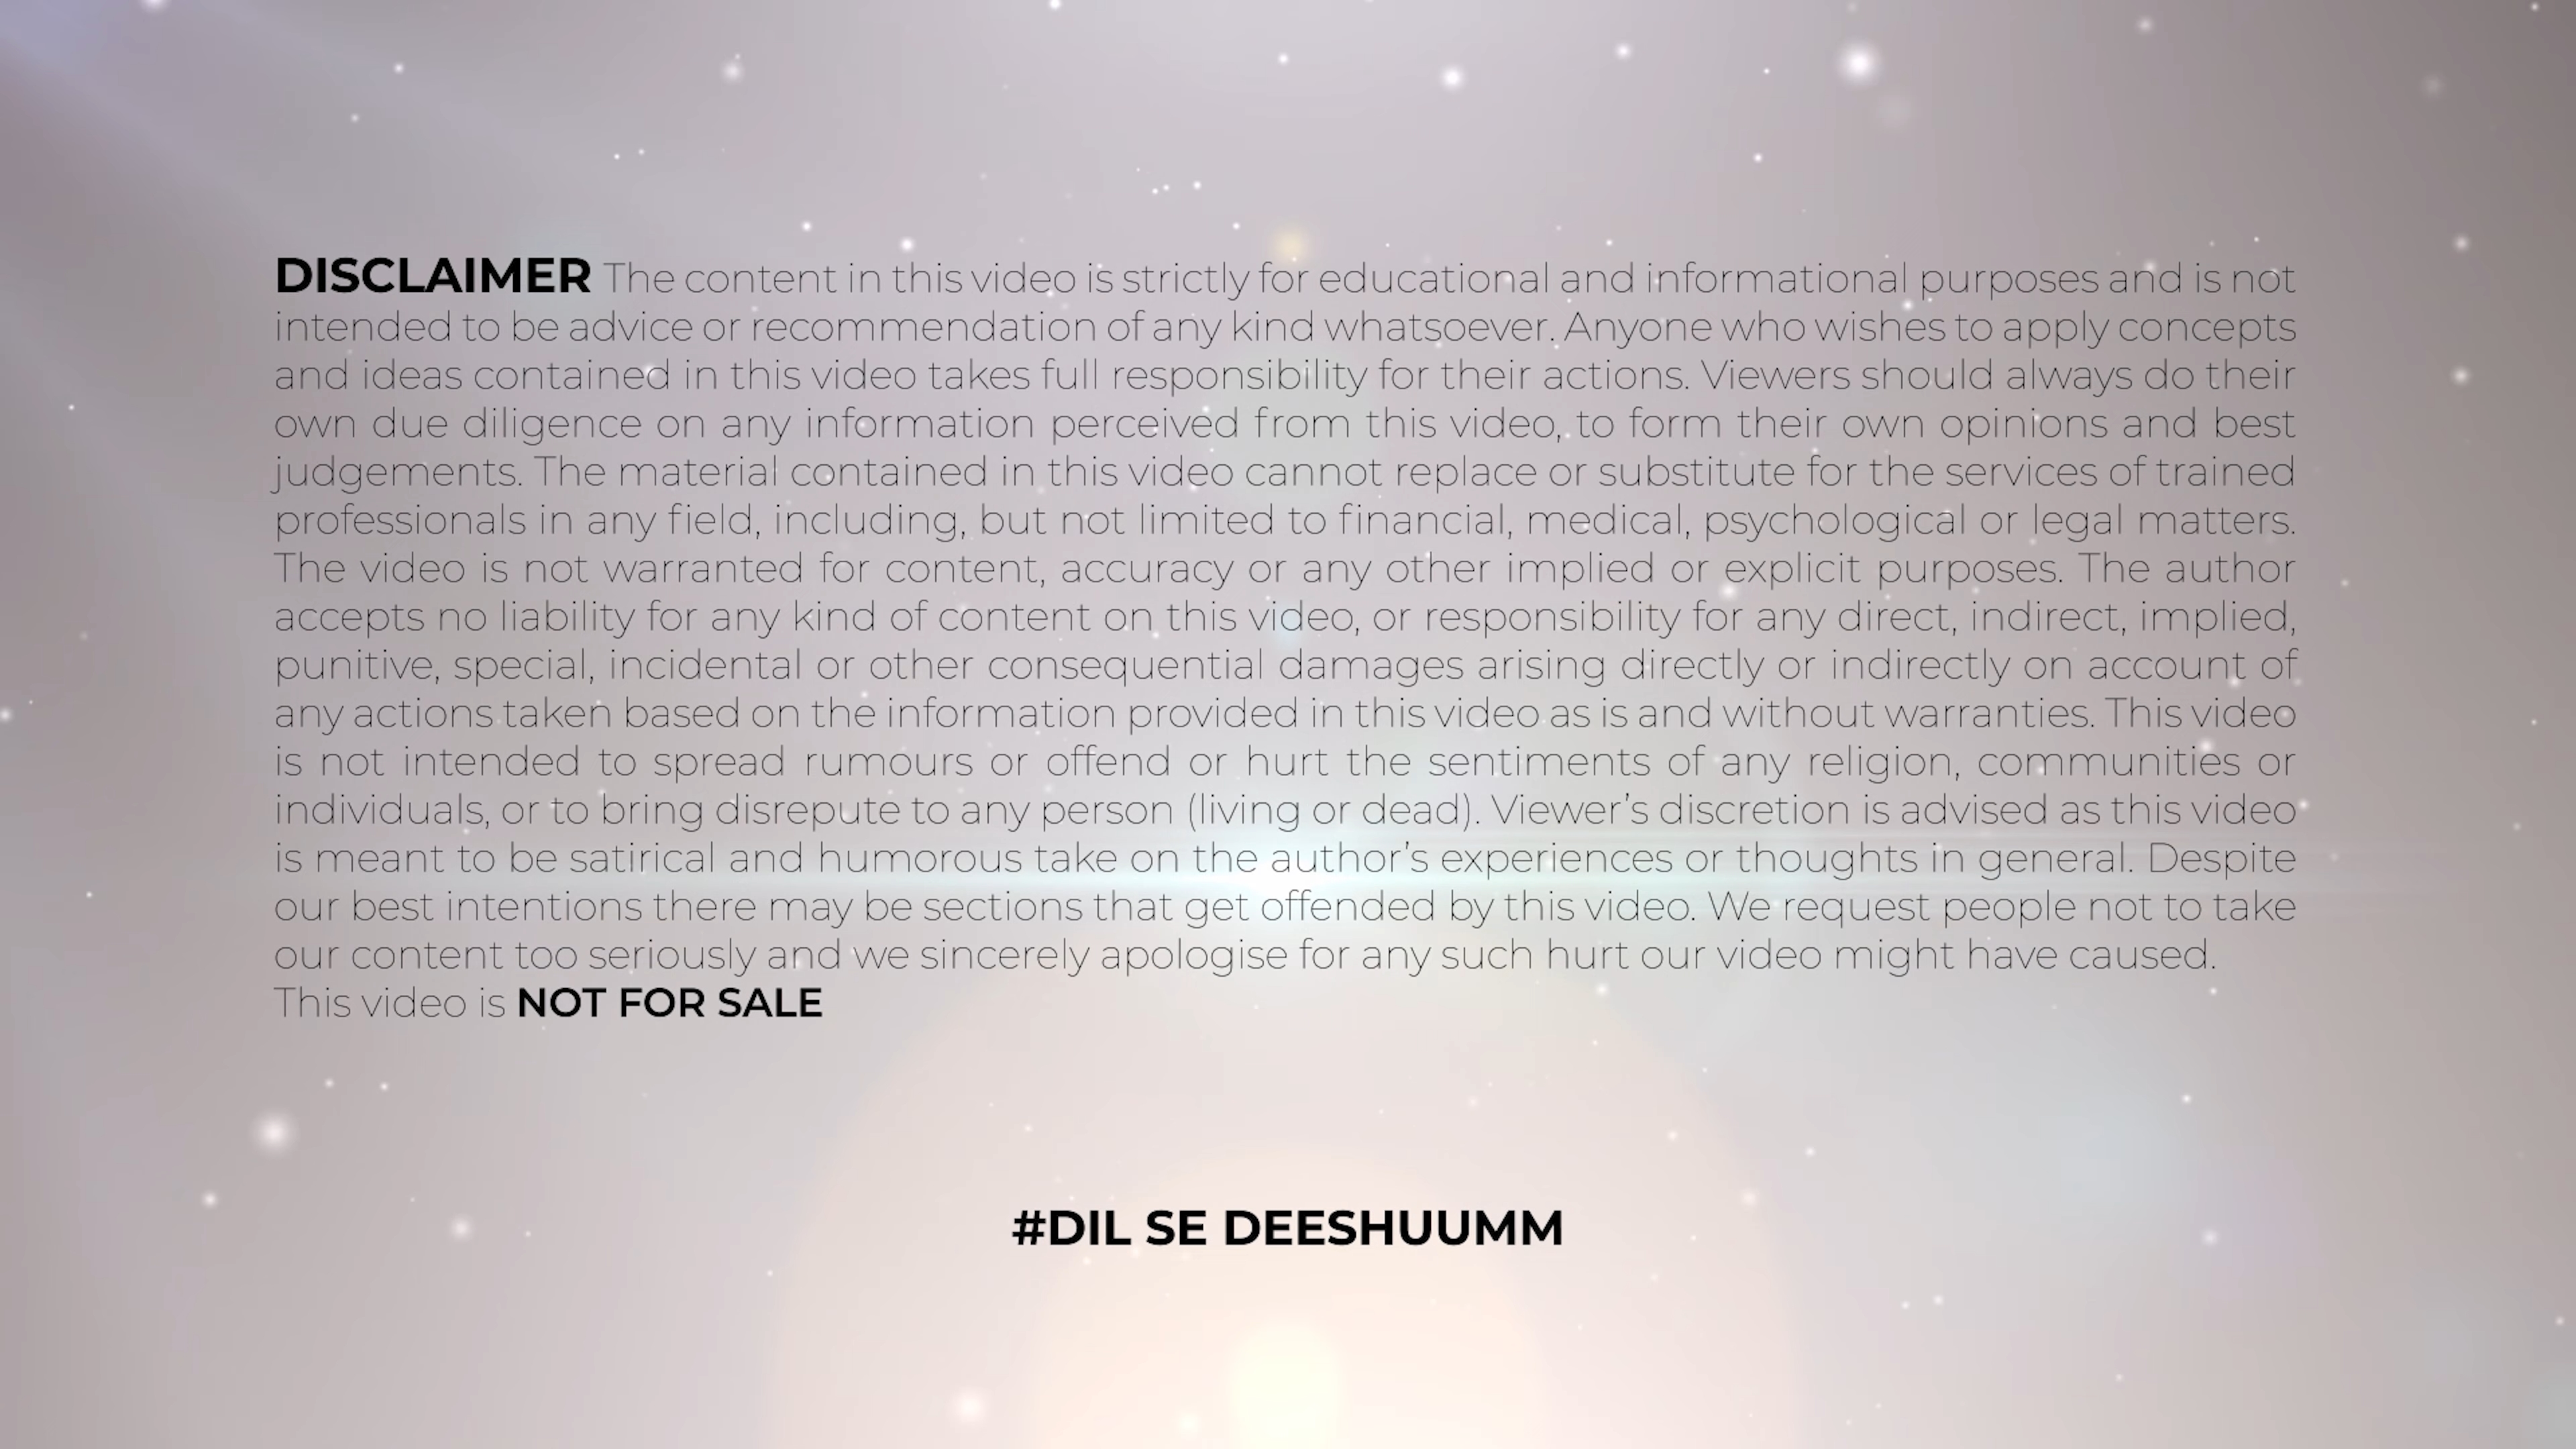 DISCLAIMER The content in this video is strictly for educational and informational purposes and is not
intended to be advice or recommendation of any kind whatsoever. Anyone who wishes to apply concepts
and ideas contained in this video takes full responsibility for their actions. Viewers should always do their
own due diligence on any information perceived from this video, to form their own opinions and best
judgements. The material contained in this video cannot replace or substitute for the services of trained
professionals in any field, including, but not limited to financial, medical, psychological or legal matters.
The video is not warranted for content, accuracy or any other implied or explicit purposes. The author
accepts no liability for any kind of content on this video, or responsibility for any direct, indirect, implied,
punitive, special, incidental or other consequential damages arising directly or indirectly on account of
any actions taken based on the information provided in this video as is and without warranties. This video
is not intended to spread rumours or offend or hurt the sentiments of any religion, communities or
individuals, or to bring disrepute to any person (living or dead). Viewer's discretion is advised as this video
is meant to be satirical and humorous take on the author's experiences or thoughts in general. Despite
our best intentions there may be sections that get offended by this video. We request people not to take
our content too seriously and we sincerely apologise for any such hurt our video might have caused.
This video is NOT FOR SALE
#DIL SE DEESHUUMM